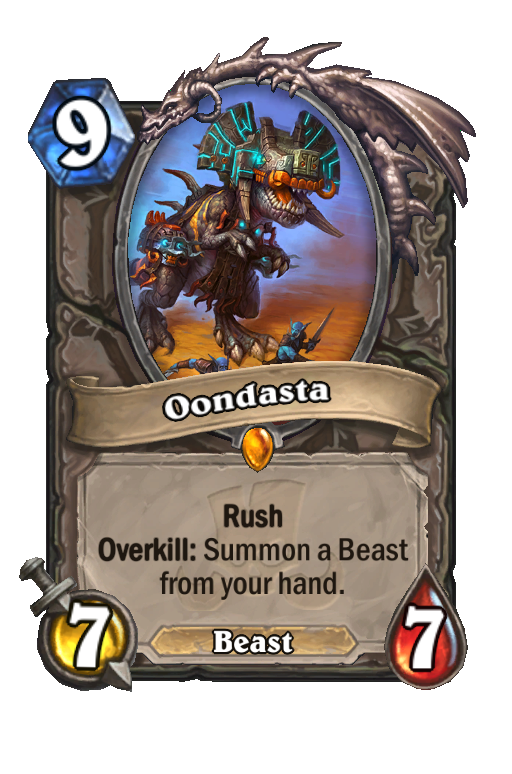 9
Oondasta
Rush
Overkill: Summon a Beast
from your hand.
7
Beast
7